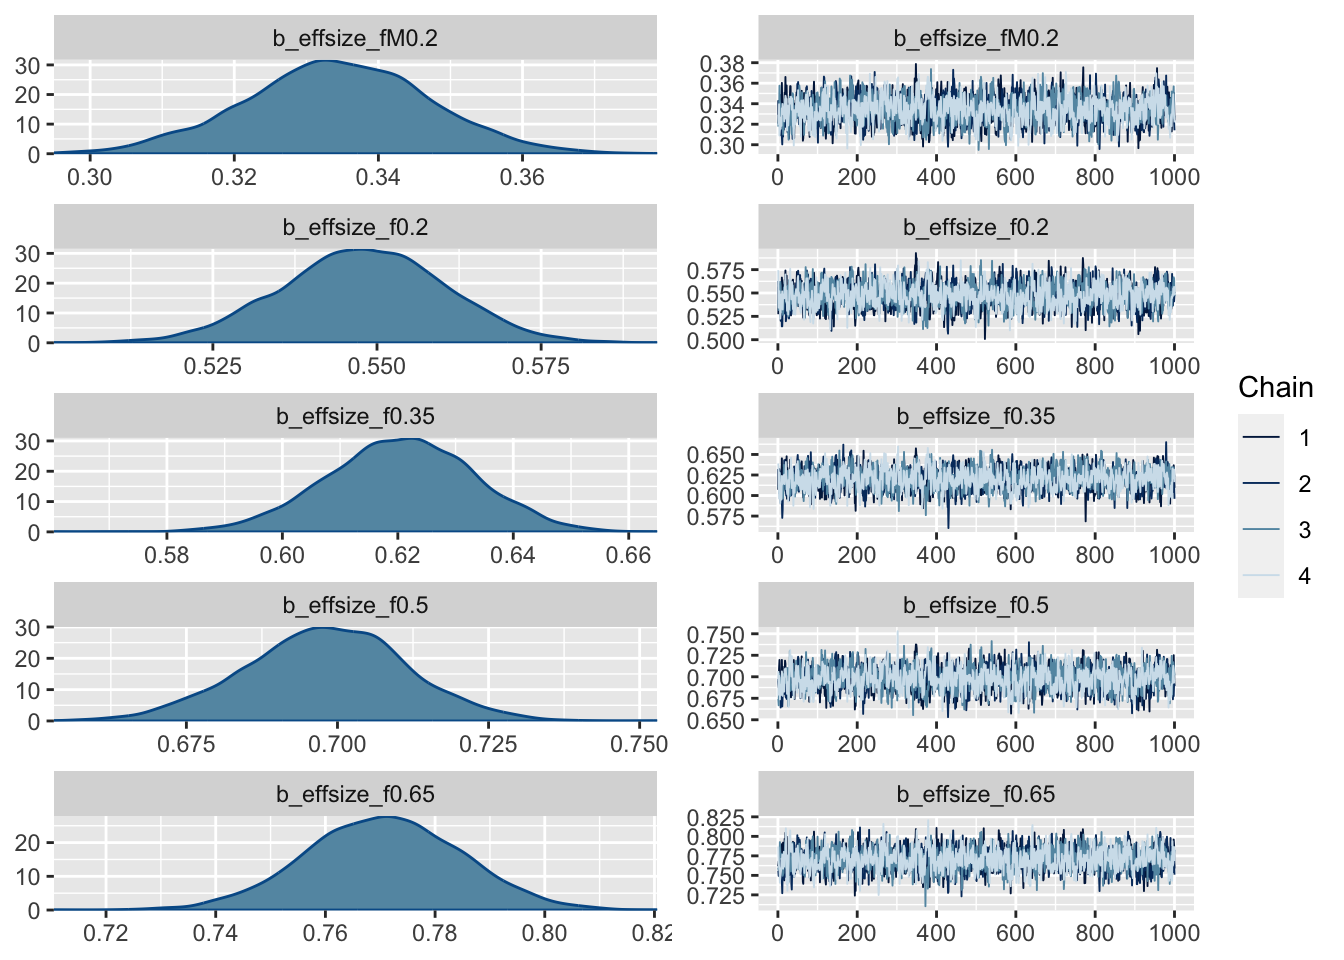 b_effsize_fM0.2
30
20
10
0
0.30 0.32 0.34 0.36
b_effsize_fM0.2
0.38
0.36
0.34
0.32
0.30
0 200 400 600 800 1000
b_effsize_f0.2
30
20
10
0
0.525 0.550 0.575
b_effsize_f0.2
0.575
0.550
0.525
0.500
0 200 400 600 800 1000
b_effsize_f0.35
30
20
10
0
0.58 0.60 0.62 0.64 0.66
b_effsize_f0.35
0.650
0.625
0.600
0.575
0 200 400 600 800 1000
b_effsize_f0.5
30
20
10
0
0.675 0.700 0.725 0.750
b_effsize_f0.5
0.750
0.725
0.700
0.675
0.650
0 200 400 600 800 1000
b_effsize_f0.65
20
10
0
0.72 0.74 0.76 0.78 0.80 0.82
b_effsize_f0.65
0.825
0.800
0.775
0.750
0.725
0 200 400 600 800 1000
Chain
1
2
3
4